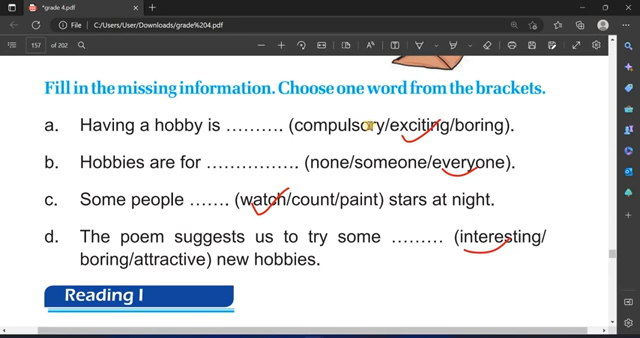 *grade 4.pdf
File
C:/Users/User/Downloads/grade%204.pdf
157 of 202
Fill in the missing information. Choose one word from the brackets.
a. Having a hobby is .......... (compulsory/exciting/boring).
b. Hobbies are for ............... (none/someone/everyone).
c. Some people ....... (watch/count/paint) stars at night.
d. The poem suggests us to try some ......... (interesting/
boring/attractive) new hobbies.
Reading I